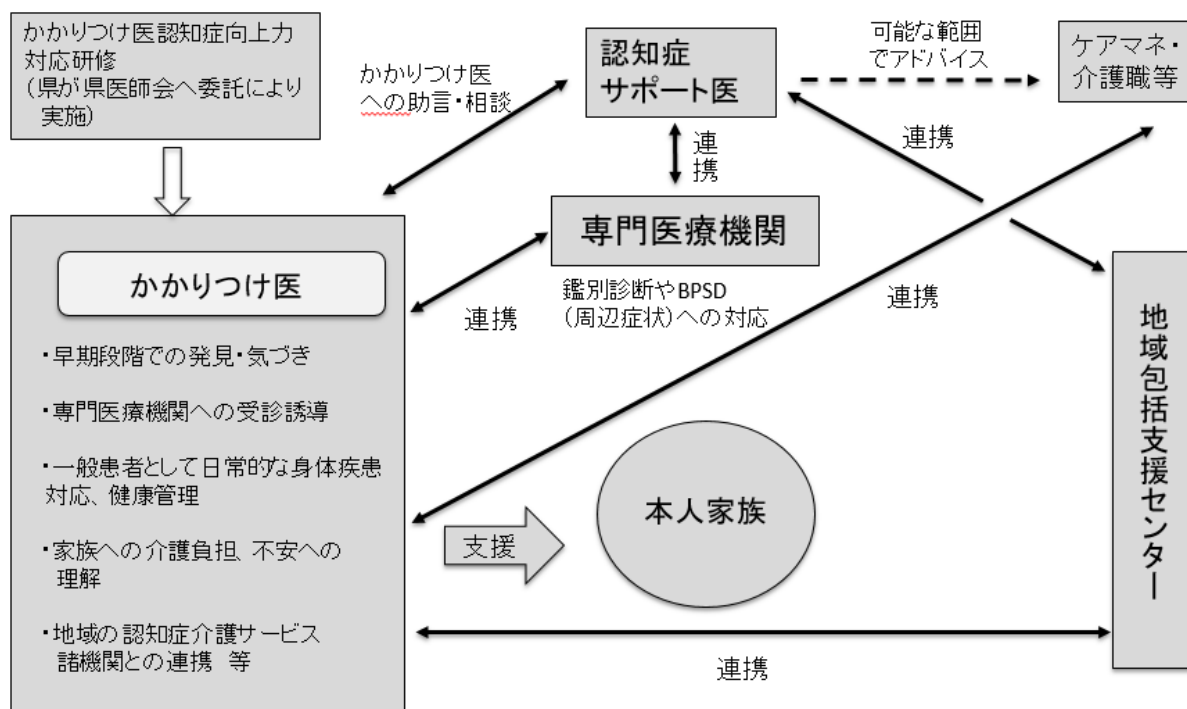 かかりつけ医認知症向上力
対応研修
（県が県医師会へ委託により
実施）
かかりつけ医
への助言・相談
認知症
サポート医
可能な範囲
でアドバイス
ケアマネ・
介護職等
連携
連
携
専門医療機関
鑑別診断やBPSD
（周辺症状）への対応
連携
連携
かかりつけ医
・早期段階での発見・気づき
・専門医療機関への受診誘導
・一般患者として日常的な身体疾患
対応、健康管理
・家族への介護負担、不安への
理解
・地域の認知症介護サービス
諸機関との連携　等
支援
本人家族
連携
地域包括支援センター